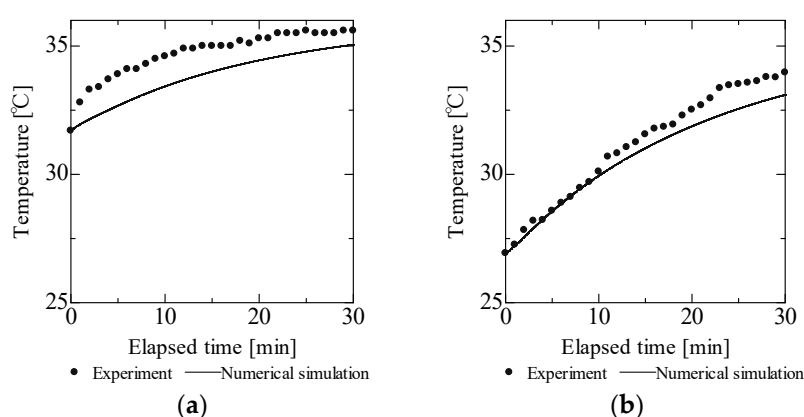 35
30
25
Temperature [℃]
0 10 20 30
Elapsed time [min]
Experiment Numerical simulation
(a)
35
30
25
Temperature [℃]
0 10 20 30
Elapsed time [min]
Experiment Numerical simulation
(b)